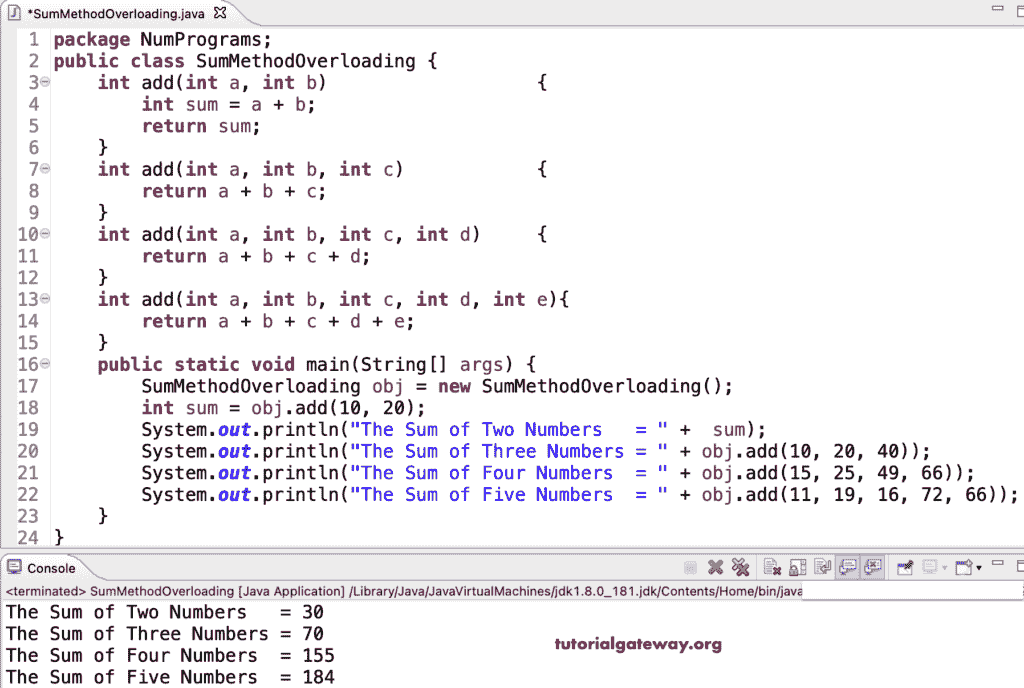 *SumMethodOverloading.java
1 package NumPrograms;
2 public class SumMethodOverloading {
3 int add(int a, int b) {
4 int sum = a + b;
5 return sum;
6 }
7 int add(int a, int b, int c) {
8 return a + b + c;
9 }
10 int add(int a, int b, int c, int d) {
11 return a + b + c + d;
12 }
13 int add(int a, int b, int c, int d, int e){
14 return a + b + c + d + e;
15 }
16 public static void main(String[] args) {
17 SumMethodOverloading obj = new SumMethodOverloading();
18 int sum = obj.add(10, 20);
19 System.out.println("The Sum of Two Numbers   = " +  sum);
20 System.out.println("The Sum of Three Numbers = " + obj.add(10, 20, 40));
21 System.out.println("The Sum of Four Numbers  = " + obj.add(15, 25, 49, 66));
22 System.out.println("The Sum of Five Numbers  = " + obj.add(11, 19, 16, 72, 66));
23 }
24 }
Console
<terminated> SumMethodOverloading [Java Application] /Library/Java/JavaVirtualMachines/jdk1.8.0_181.jdk/Contents/Home/bin/java
The Sum of Two Numbers   = 30
The Sum of Three Numbers = 70
The Sum of Four Numbers  = 155
The Sum of Five Numbers  = 184
tutorialgateway.org